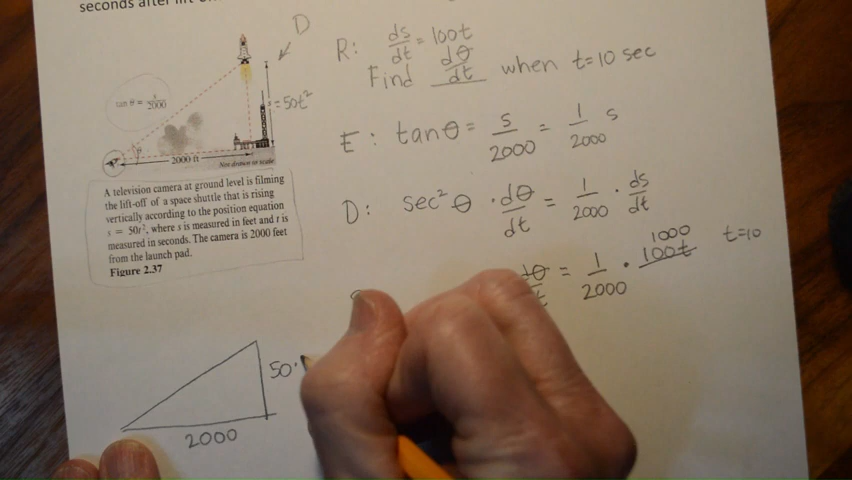 seconds after lift
D
R: ds/dt = 100t
Find dθ/dt when t=10 sec
tan θ = s/2000
s = 50t²
2000 ft
Not drawn to scale
E: tanθ = s/2000 = 1/2000 s
A television camera at ground level is filming
the lift-off of a space shuttle that is rising
vertically according to the position equation
s = 50t², where s is measured in feet and t is
measured in seconds. The camera is 2000 feet
from the launch pad.
Figure 2.37
D: sec² θ · dθ/dt = 1/2000 · ds/dt
1000 t=10
dθ = 1/2000 · 100t
50·
2000